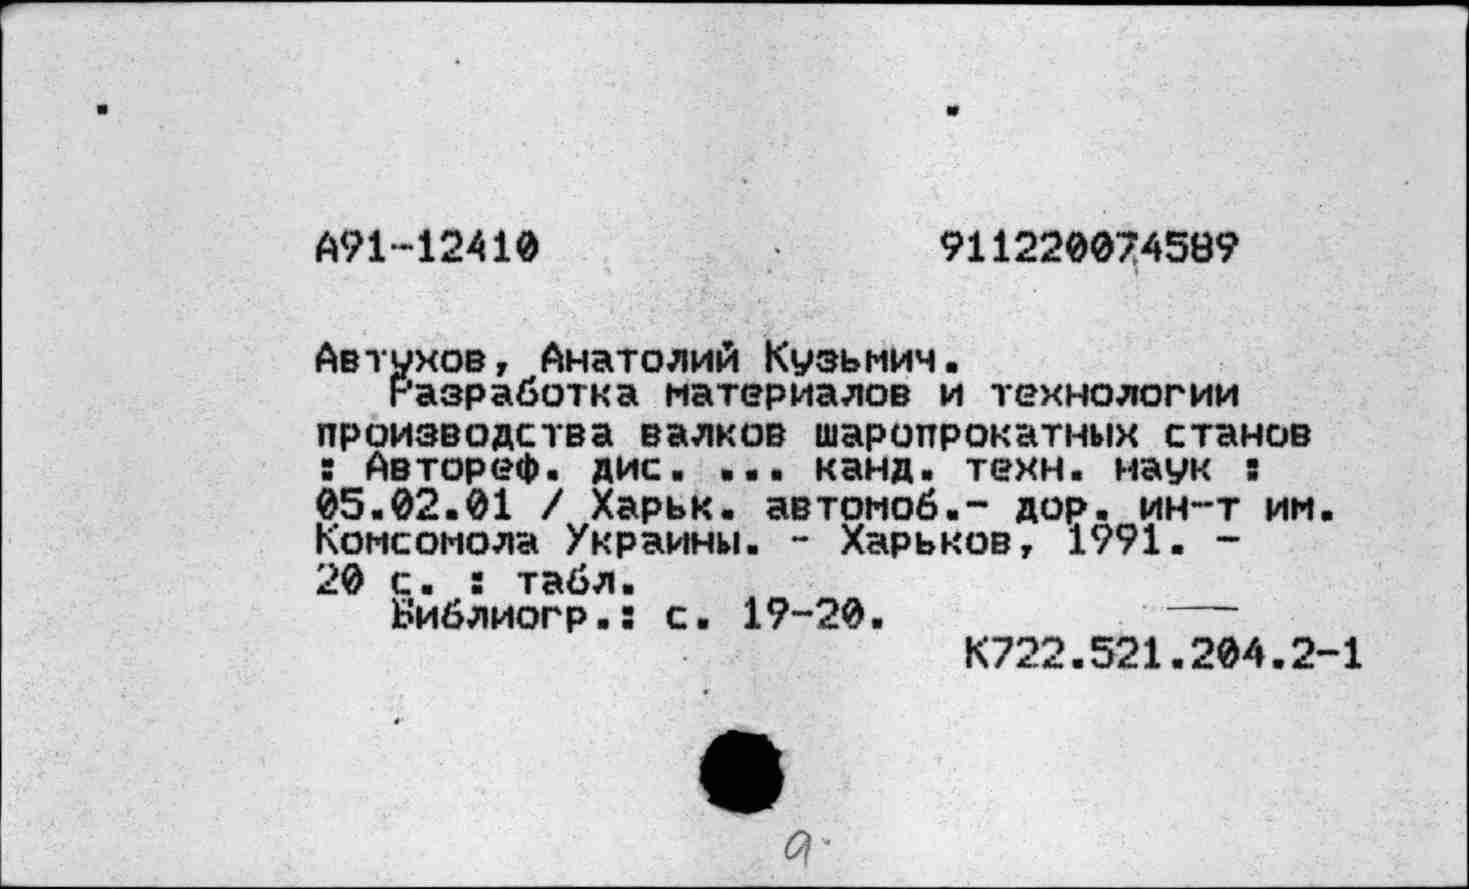 А91-12410 911220074589
Автухов, Анатолий Кузьмич.
Разработка материалов и технологии
производства валков шаропрокатных станов
: Автореф. дис. ... канд. техн. наук :
05.02.01 / Харьк. автомоб.- дор. ин-т им.
Комсомола Украины. - Харьков, 1991. -
20 с. : табл.
Библиогр.: с. 19-20.
К722.521.204.2-1